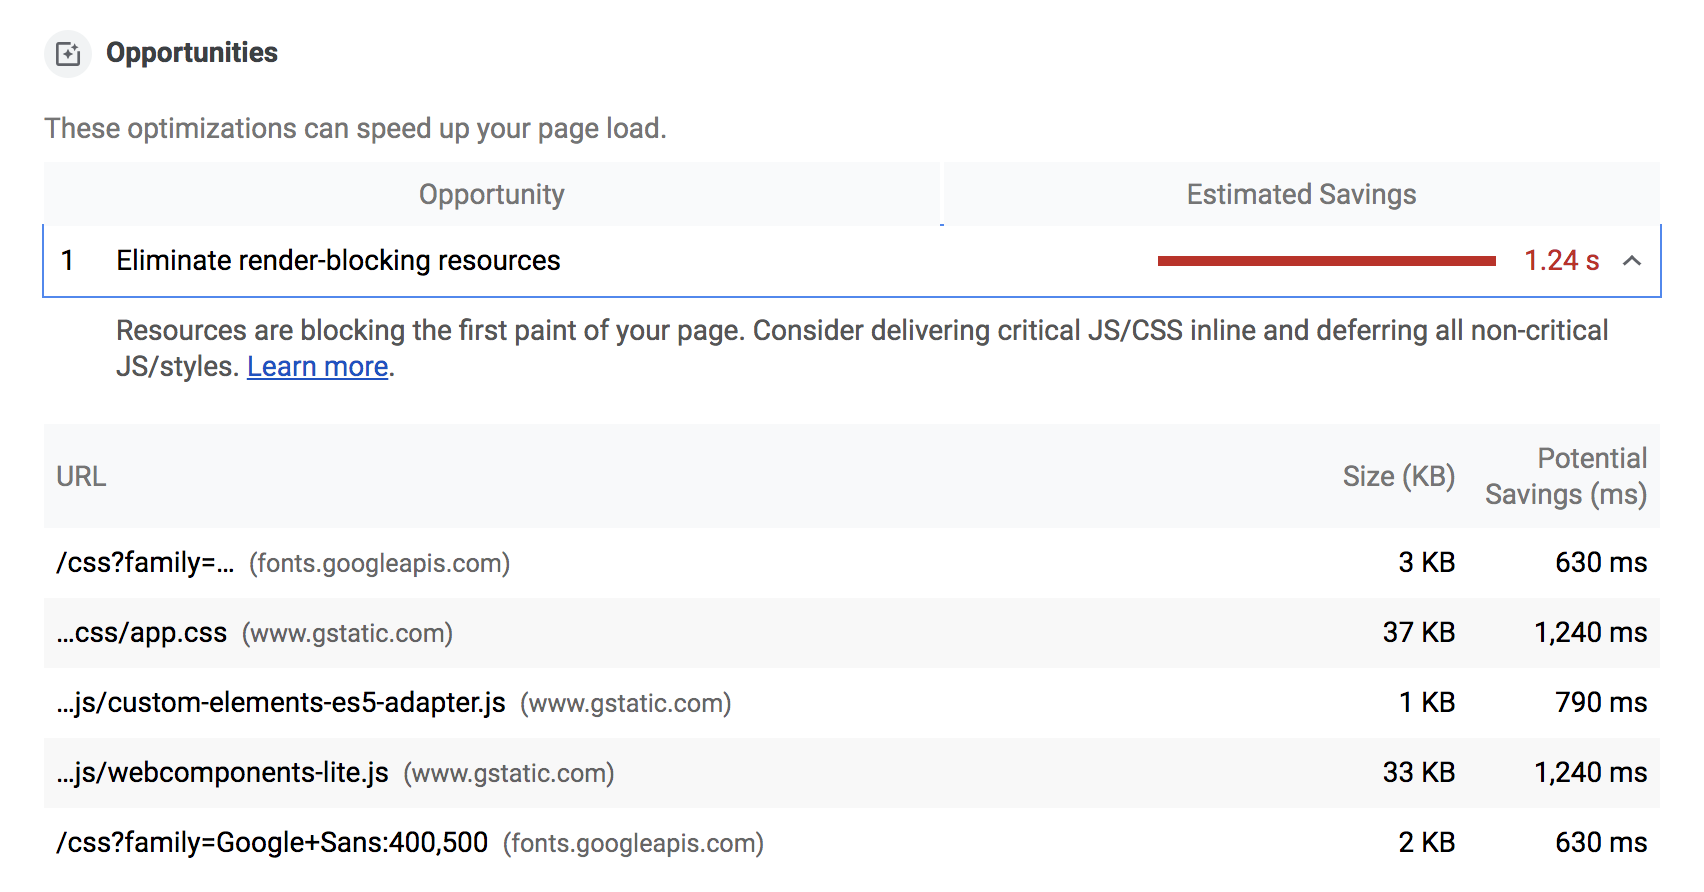 Opportunities
These optimizations can speed up your page load.
Opportunity Estimated Savings
1 Eliminate render-blocking resources 1.24 s
Resources are blocking the first paint of your page. Consider delivering critical JS/CSS inline and deferring all non-critical
JS/styles. Learn more.
URL Size (KB) Potential Savings (ms)
/css?family=… (fonts.googleapis.com) 3 KB 630 ms
…css/app.css (www.gstatic.com) 37 KB 1,240 ms
…js/custom-elements-es5-adapter.js (www.gstatic.com) 1 KB 790 ms
…js/webcomponents-lite.js (www.gstatic.com) 33 KB 1,240 ms
/css?family=Google+Sans:400,500 (fonts.googleapis.com) 2 KB 630 ms